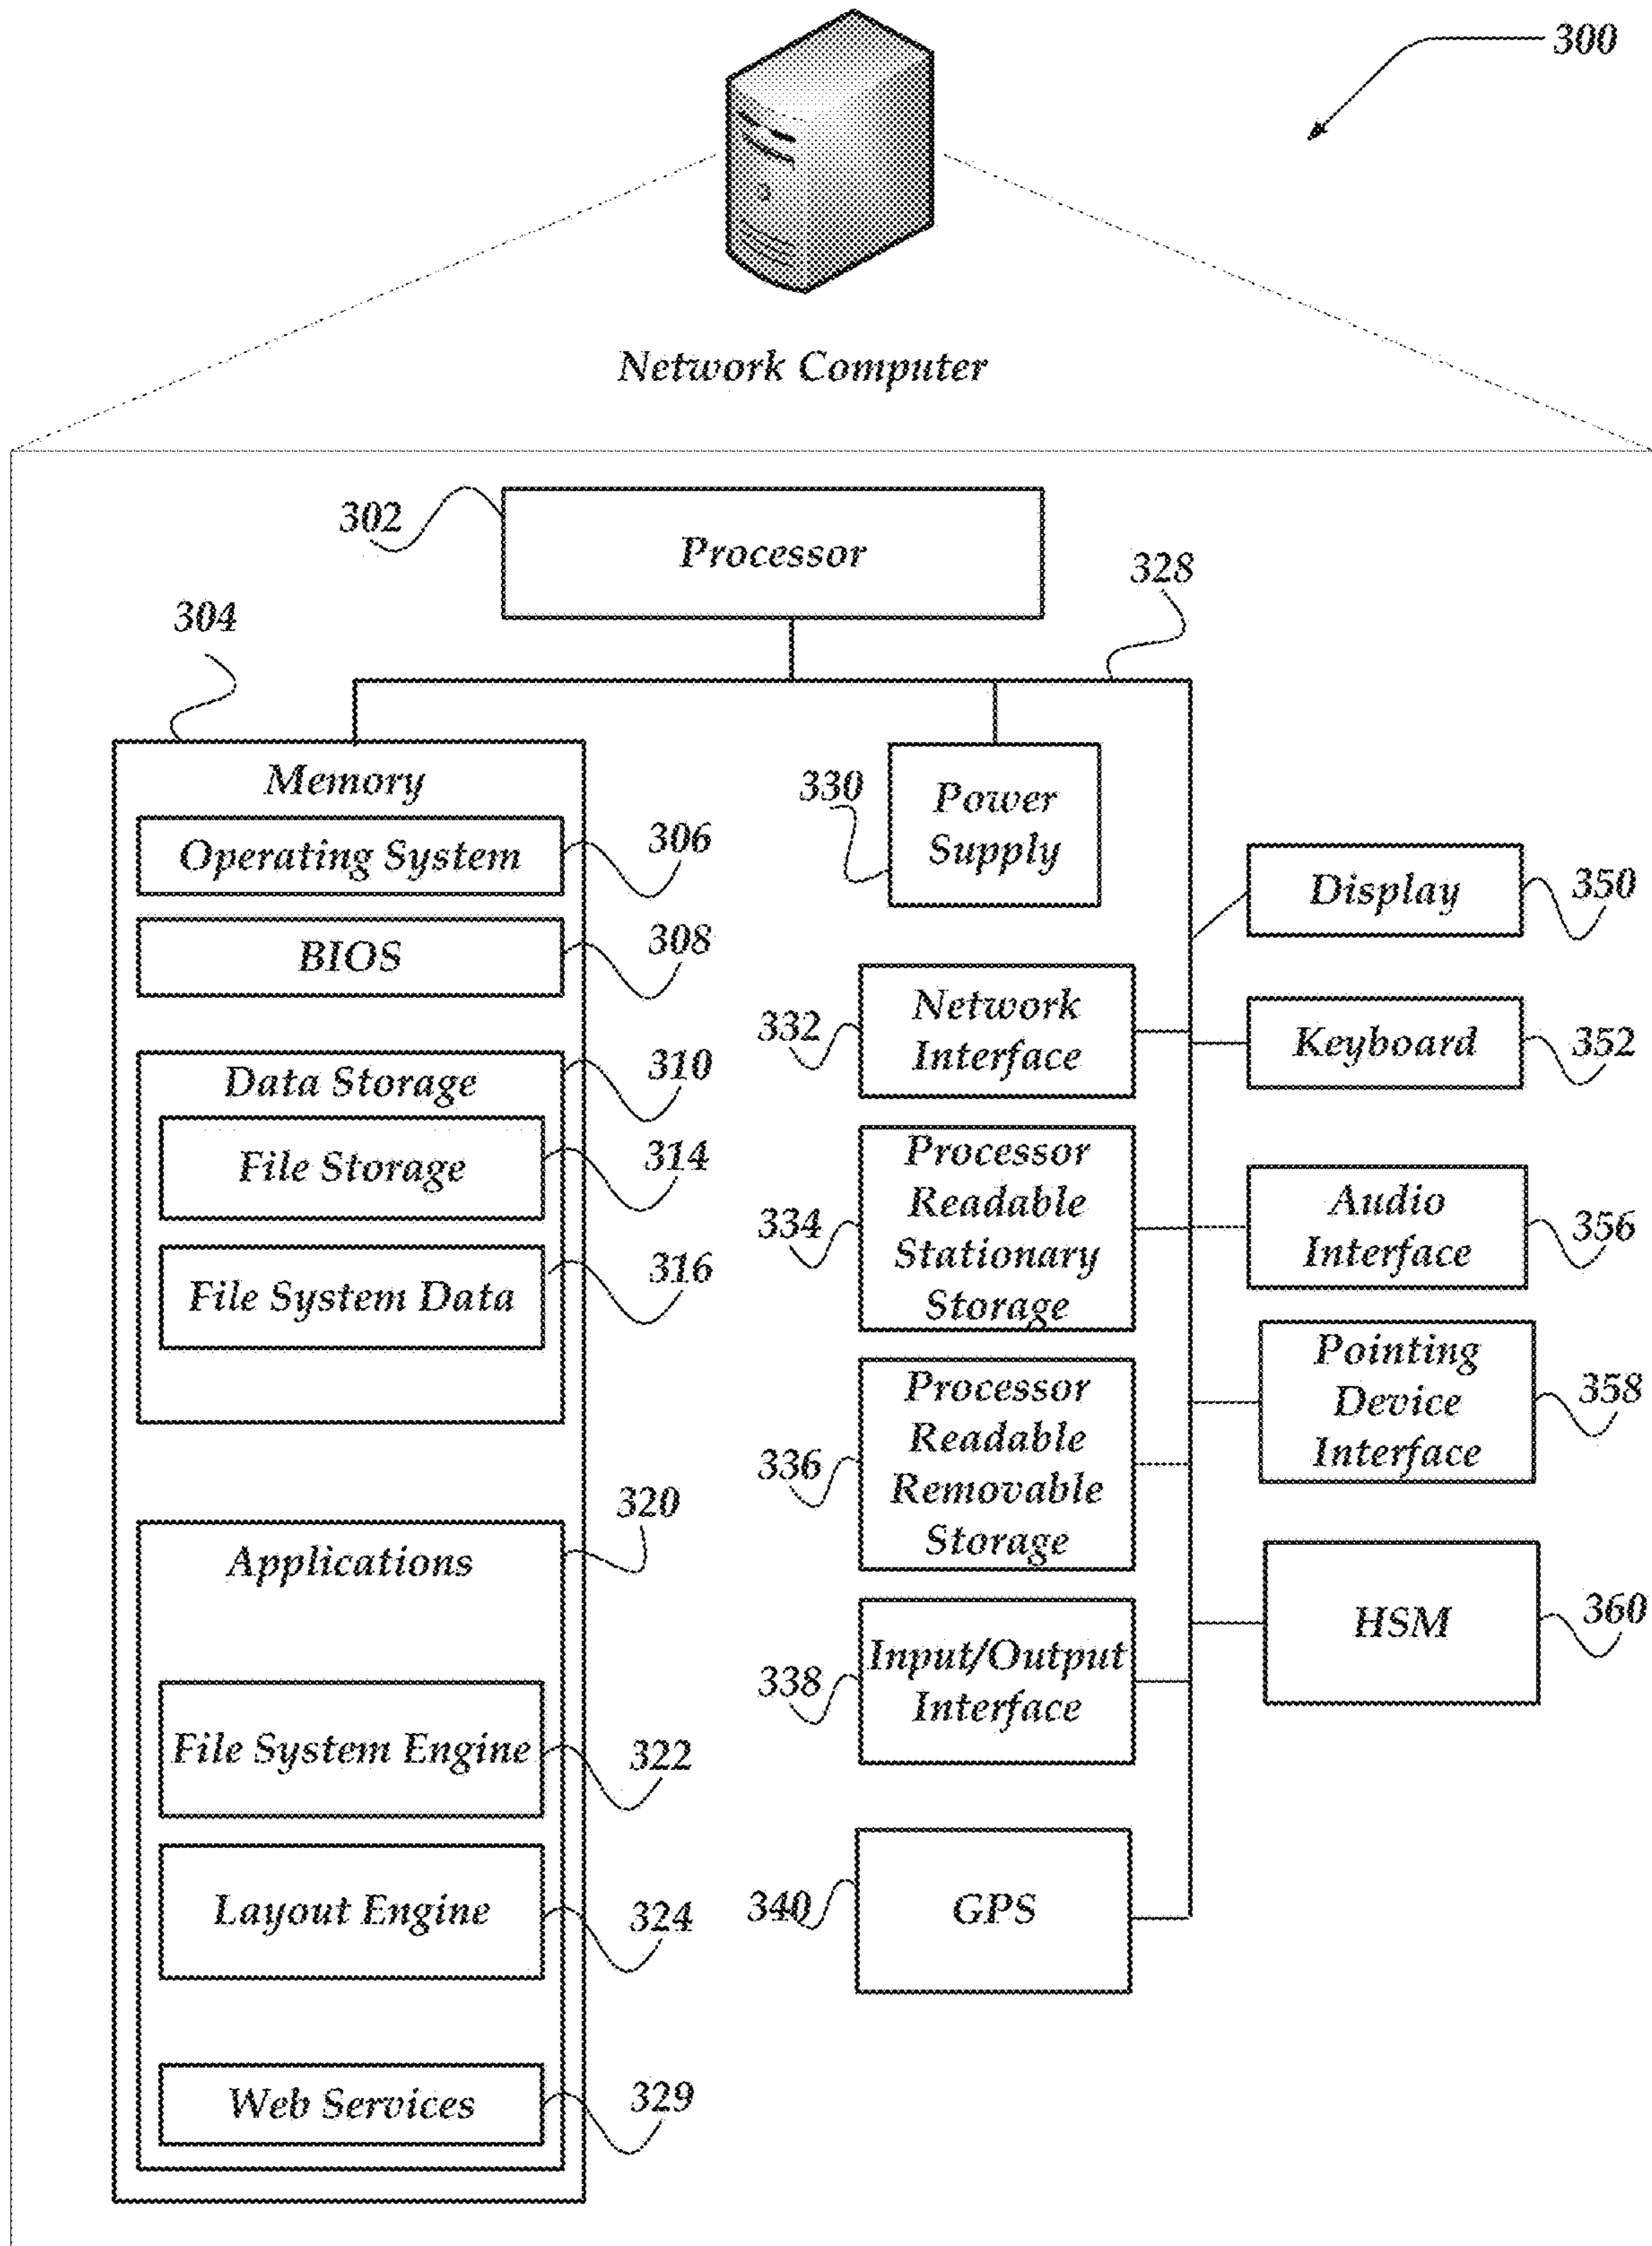 300
Network Computer
302
Processor
328
304
Memory
Operating System
306
BIOS
308
Data Storage
310
File Storage
314
File System Data
316
Applications
320
File System Engine
322
Layout Engine
324
Web Services
329
330
Power
Supply
332
Network
Interface
334
Processor
Readable
Stationary
Storage
336
Processor
Readable
Removable
Storage
338
Input/Output
Interface
340
GPS
Display
350
Keyboard
352
Audio
Interface
356
Pointing
Device
Interface
358
HSM
360